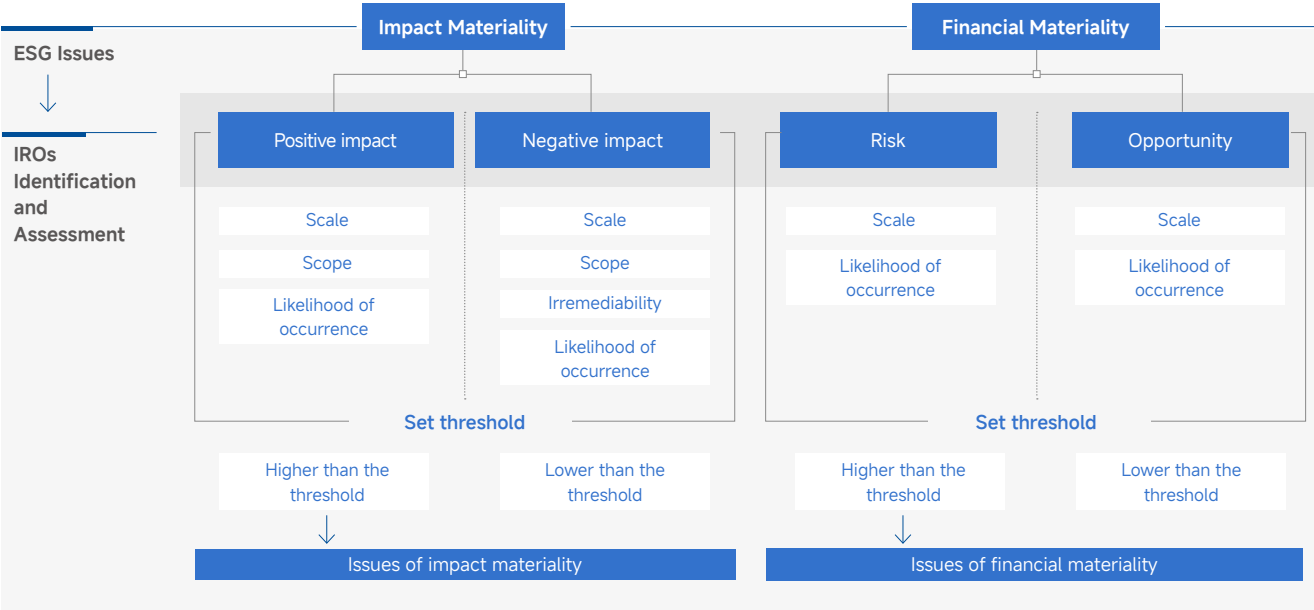 Impact Materiality
Financial Materiality
ESG Issues
IROs
Identification
and
Assessment
Positive impact
Negative impact
Risk
Opportunity
Scale
Scope
Likelihood of
occurrence
Scale
Scope
Irremediability
Likelihood of
occurrence
Scale
Likelihood of
occurrence
Scale
Likelihood of
occurrence
Set threshold
Set threshold
Higher than the
threshold
Lower than the
threshold
Higher than the
threshold
Lower than the
threshold
Issues of impact materiality
Issues of financial materiality